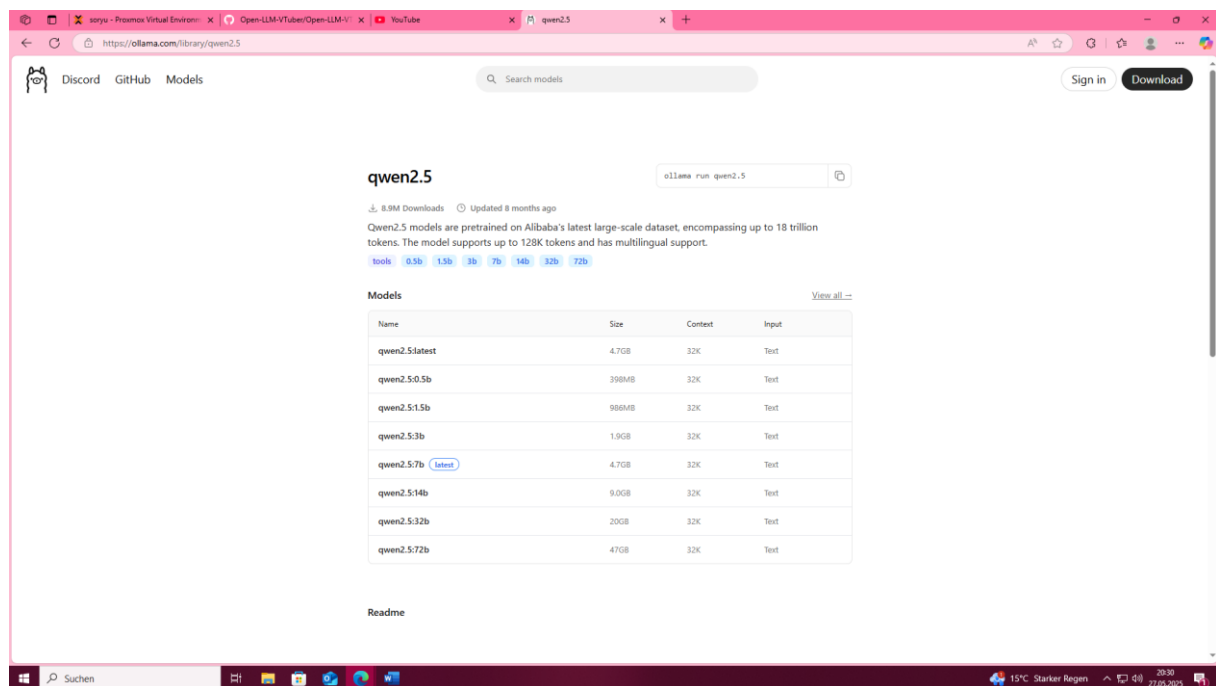 soryu - Proxmox Virtual Environm
Open-LLM-VTuber/Open-LLM-V
YouTube
qwen2.5
https://ollama.com/library/qwen2.5
Discord GitHub Models
Search models
Sign in
Download
qwen2.5
ollama run qwen2.5
8.9M Downloads Updated 8 months ago
Qwen2.5 models are pretrained on Alibaba's latest large-scale dataset, encompassing up to 18 trillion
tokens. The model supports up to 128K tokens and has multilingual support.
tools 0.5b 1.5b 3b 7b 14b 32b 72b
Models View all →
Name Size Context Input
qwen2.5:latest 4.7GB 32K Text
qwen2.5:0.5b 398MB 32K Text
qwen2.5:1.5b 986MB 32K Text
qwen2.5:3b 1.9GB 32K Text
qwen2.5:7b latest 4.7GB 32K Text
qwen2.5:14b 9.0GB 32K Text
qwen2.5:32b 20GB 32K Text
qwen2.5:72b 47GB 32K Text
Readme
Suchen
15°C Starker Regen
20:30
27.05.2025